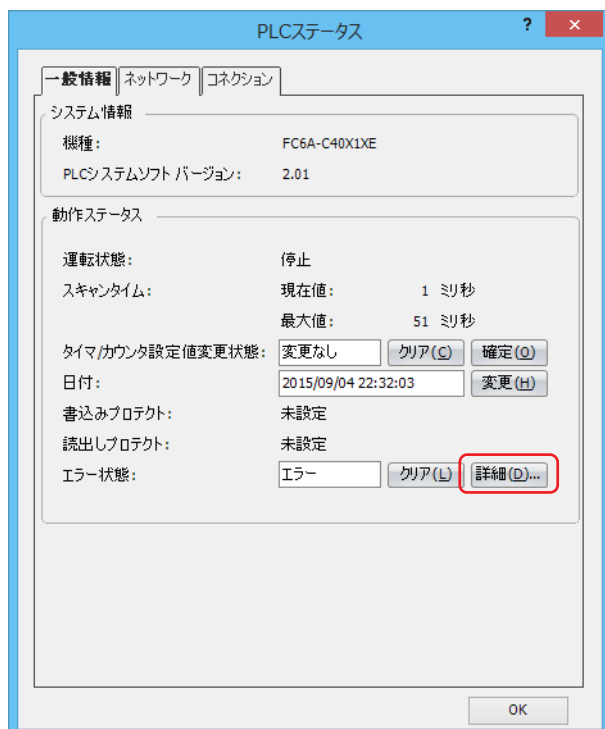 PLCステータス ? ×
一般情報 ネットワーク コネクション
システム情報
機種: FC6A-C40X1XE
PLCシステムソフト バージョン: 2.01
動作ステータス
運転状態: 停止
スキャンタイム: 現在値: 1 ミリ秒
最大値: 51 ミリ秒
タイマ/カウンタ設定値変更状態: 変更なし クリア(C) 確定(O)
日付: 2015/09/04 22:32:03 変更(H)
書込みプロテクト: 未設定
読出しプロテクト: 未設定
エラー状態: エラー クリア(L) 詳細(D)...
OK